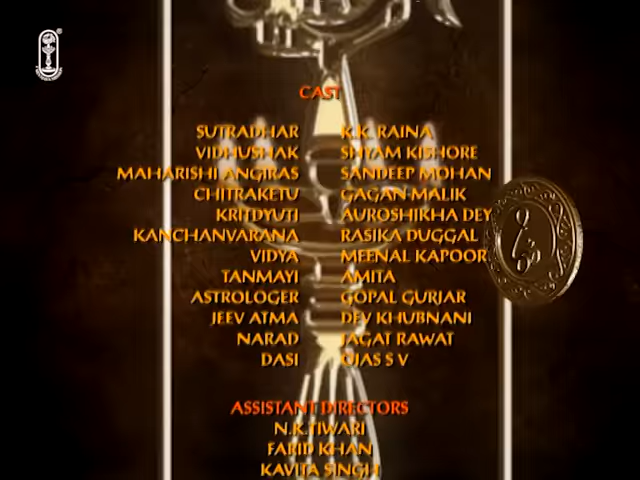 CAST
SUTRADHAR K.K. RAINA
VIDHUSHAK SHYAM KISHORE
MAHARISHI ANGIRAS SANDEEP MOHAN
CHITRAKETU GAGAN MALIK
KRITDYUTI AUROSHIKHA DEY
KANCHANVARANA RASIKA DUGGAL
VIDYA MEENAL KAPOOR
TANMAYI AMITA
ASTROLOGER GOPAL GURJAR
JEEV ATMA DEV KHUBNANI
NARAD JAGAT RAWAT
DASI OJAS S V
ASSISTANT DIRECTORS
N.K.TIWARI
FARID KHAN
KAVITA SINGH